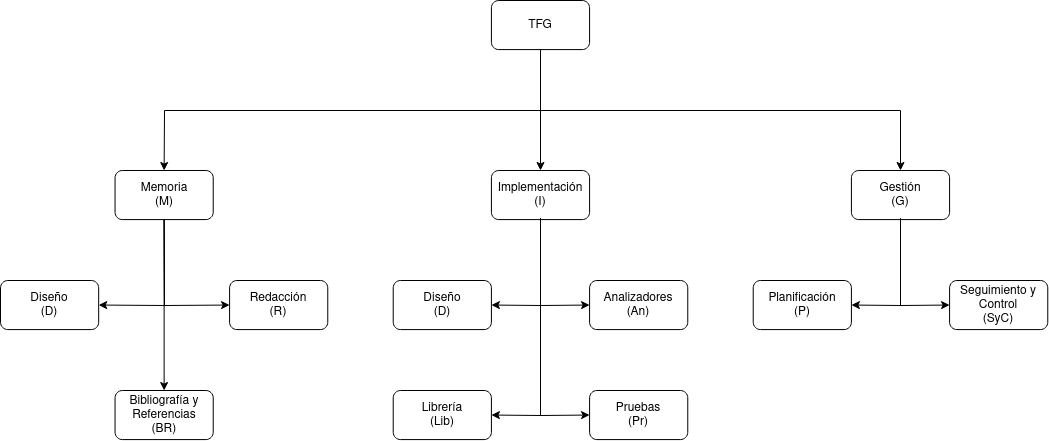 TFG
Memoria
(M)
Implementación
(I)
Gestión
(G)
Diseño
(D)
Redacción
(R)
Diseño
(D)
Analizadores
(An)
Planificación
(P)
Seguimiento y
Control
(SyC)
Bibliografía y
Referencias
(BR)
Librería
(Lib)
Pruebas
(Pr)